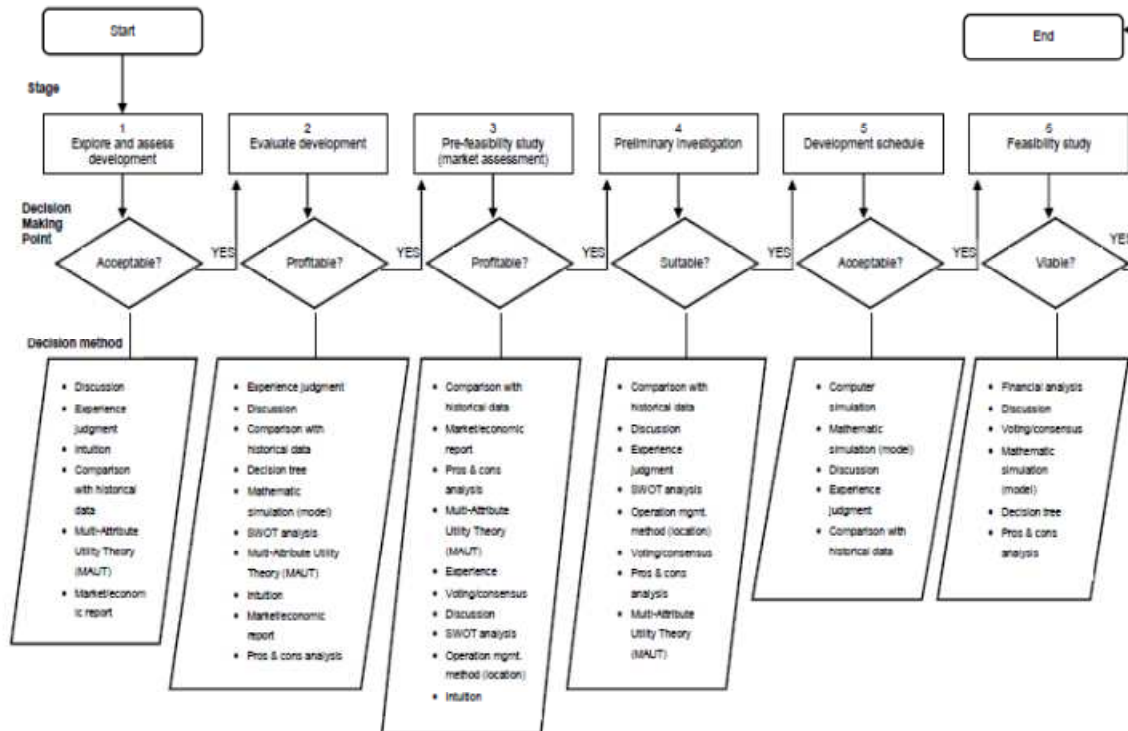 Start
End
Stage
1
Explore and assess
development
2
Evaluate development
3
Pre-feasibility study
(market assessment)
4
Preliminary investigation
5
Development schedule
6
Feasibility study
Decision
Making
Point
Acceptable?
YES
Profitable?
YES
Profitable?
YES
Suitable?
YES
Acceptable?
YES
Viable?
YES
Decision method
• Discussion
• Experience
judgment
• Intuition
• Comparison
with historical
data
• Multi-Attribute
Utility Theory
(MAUT)
• Market/econom
ic report
• Experience judgment
• Discussion
• Comparison with
historical data
• Decision tree
• Mathematic
simulation (model)
• SWOT analysis
• Multi-Attribute Utility
Theory (MAUT)
• Intuition
• Market/economic
report
• Pros & cons analysis
• Comparison with
historical data
• Market/economic
report
• Pros & cons
analysis
• Multi-Attribute
Utility Theory
(MAUT)
• Experience
• Voting/consensus
• Discussion
• SWOT analysis
• Operation mgmt.
method (location)
• Intuition
• Comparison with
historical data
• Discussion
• Experience
judgment
• SWOT analysis
• Operation mgmt.
method (location)
• Voting/consensus
• Pros & cons
analysis
• Multi-Attribute
Utility Theory
(MAUT)
• Computer
simulation
• Mathematic
simulation (model)
• Discussion
• Experience
judgment
• Comparison with
historical data
• Financial analysis
• Discussion
• Voting/consensus
• Mathematic
simulation
(model)
• Decision tree
• Pros & cons
analysis